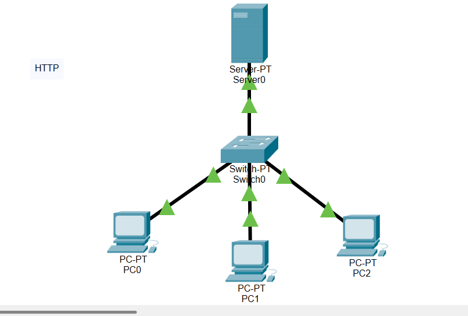 HTTP
Server-PT
Server0
Switch-PT
Switch0
PC-PT
PC0
PC-PT
PC1
PC-PT
PC2